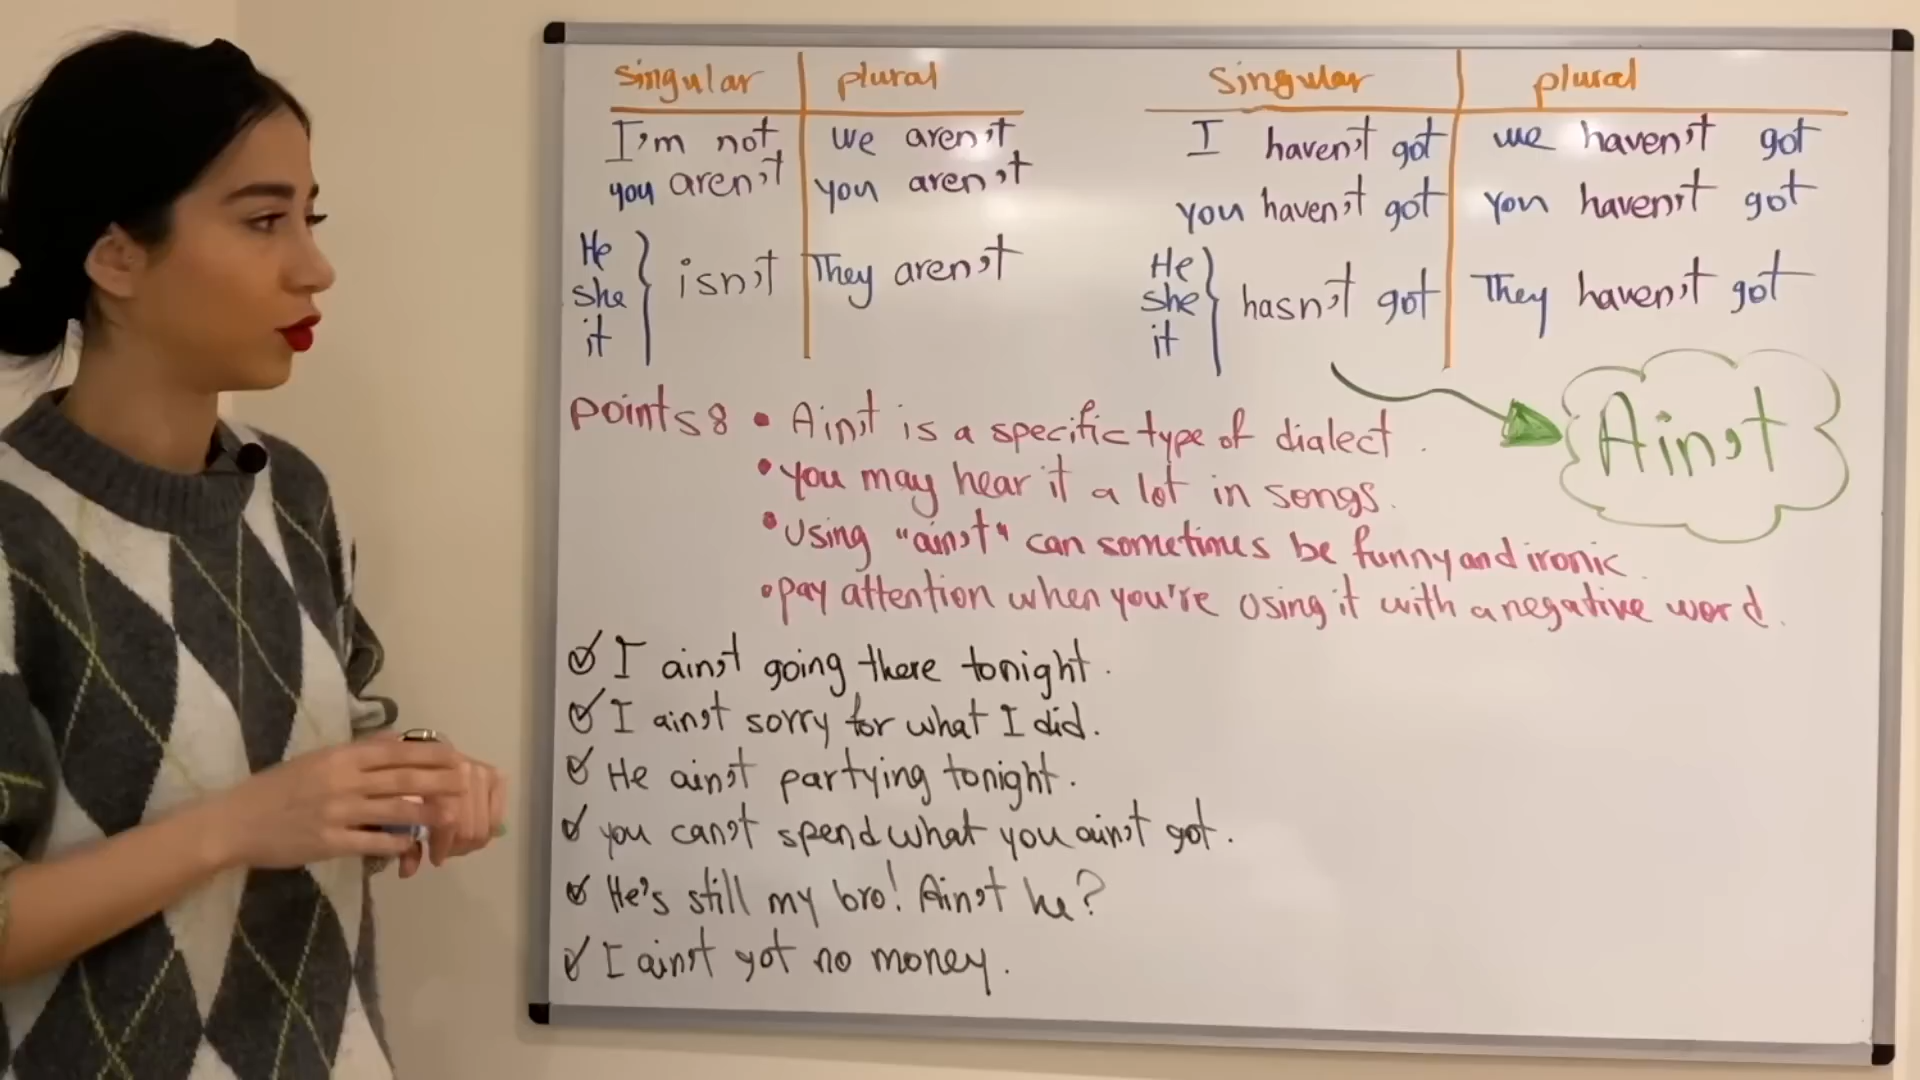 singular plural
I'm not we aren't
you aren't you aren't
He
she
it
isn't They aren't
singular plural
I haven't got we haven't got
you haven't got you haven't got
He
she
it
hasn't got They haven't got
Ain't
points: • Ain't is a specific type of dialect.
• you may hear it a lot in songs.
• Using "ain't" can sometimes be funny and ironic.
• pay attention when you're using it with a negative word.
I ain't going there tonight.
I ain't sorry for what I did.
He ain't partying tonight.
you can't spend what you ain't got.
He's still my bro! Ain't he?
I ain't got no money.